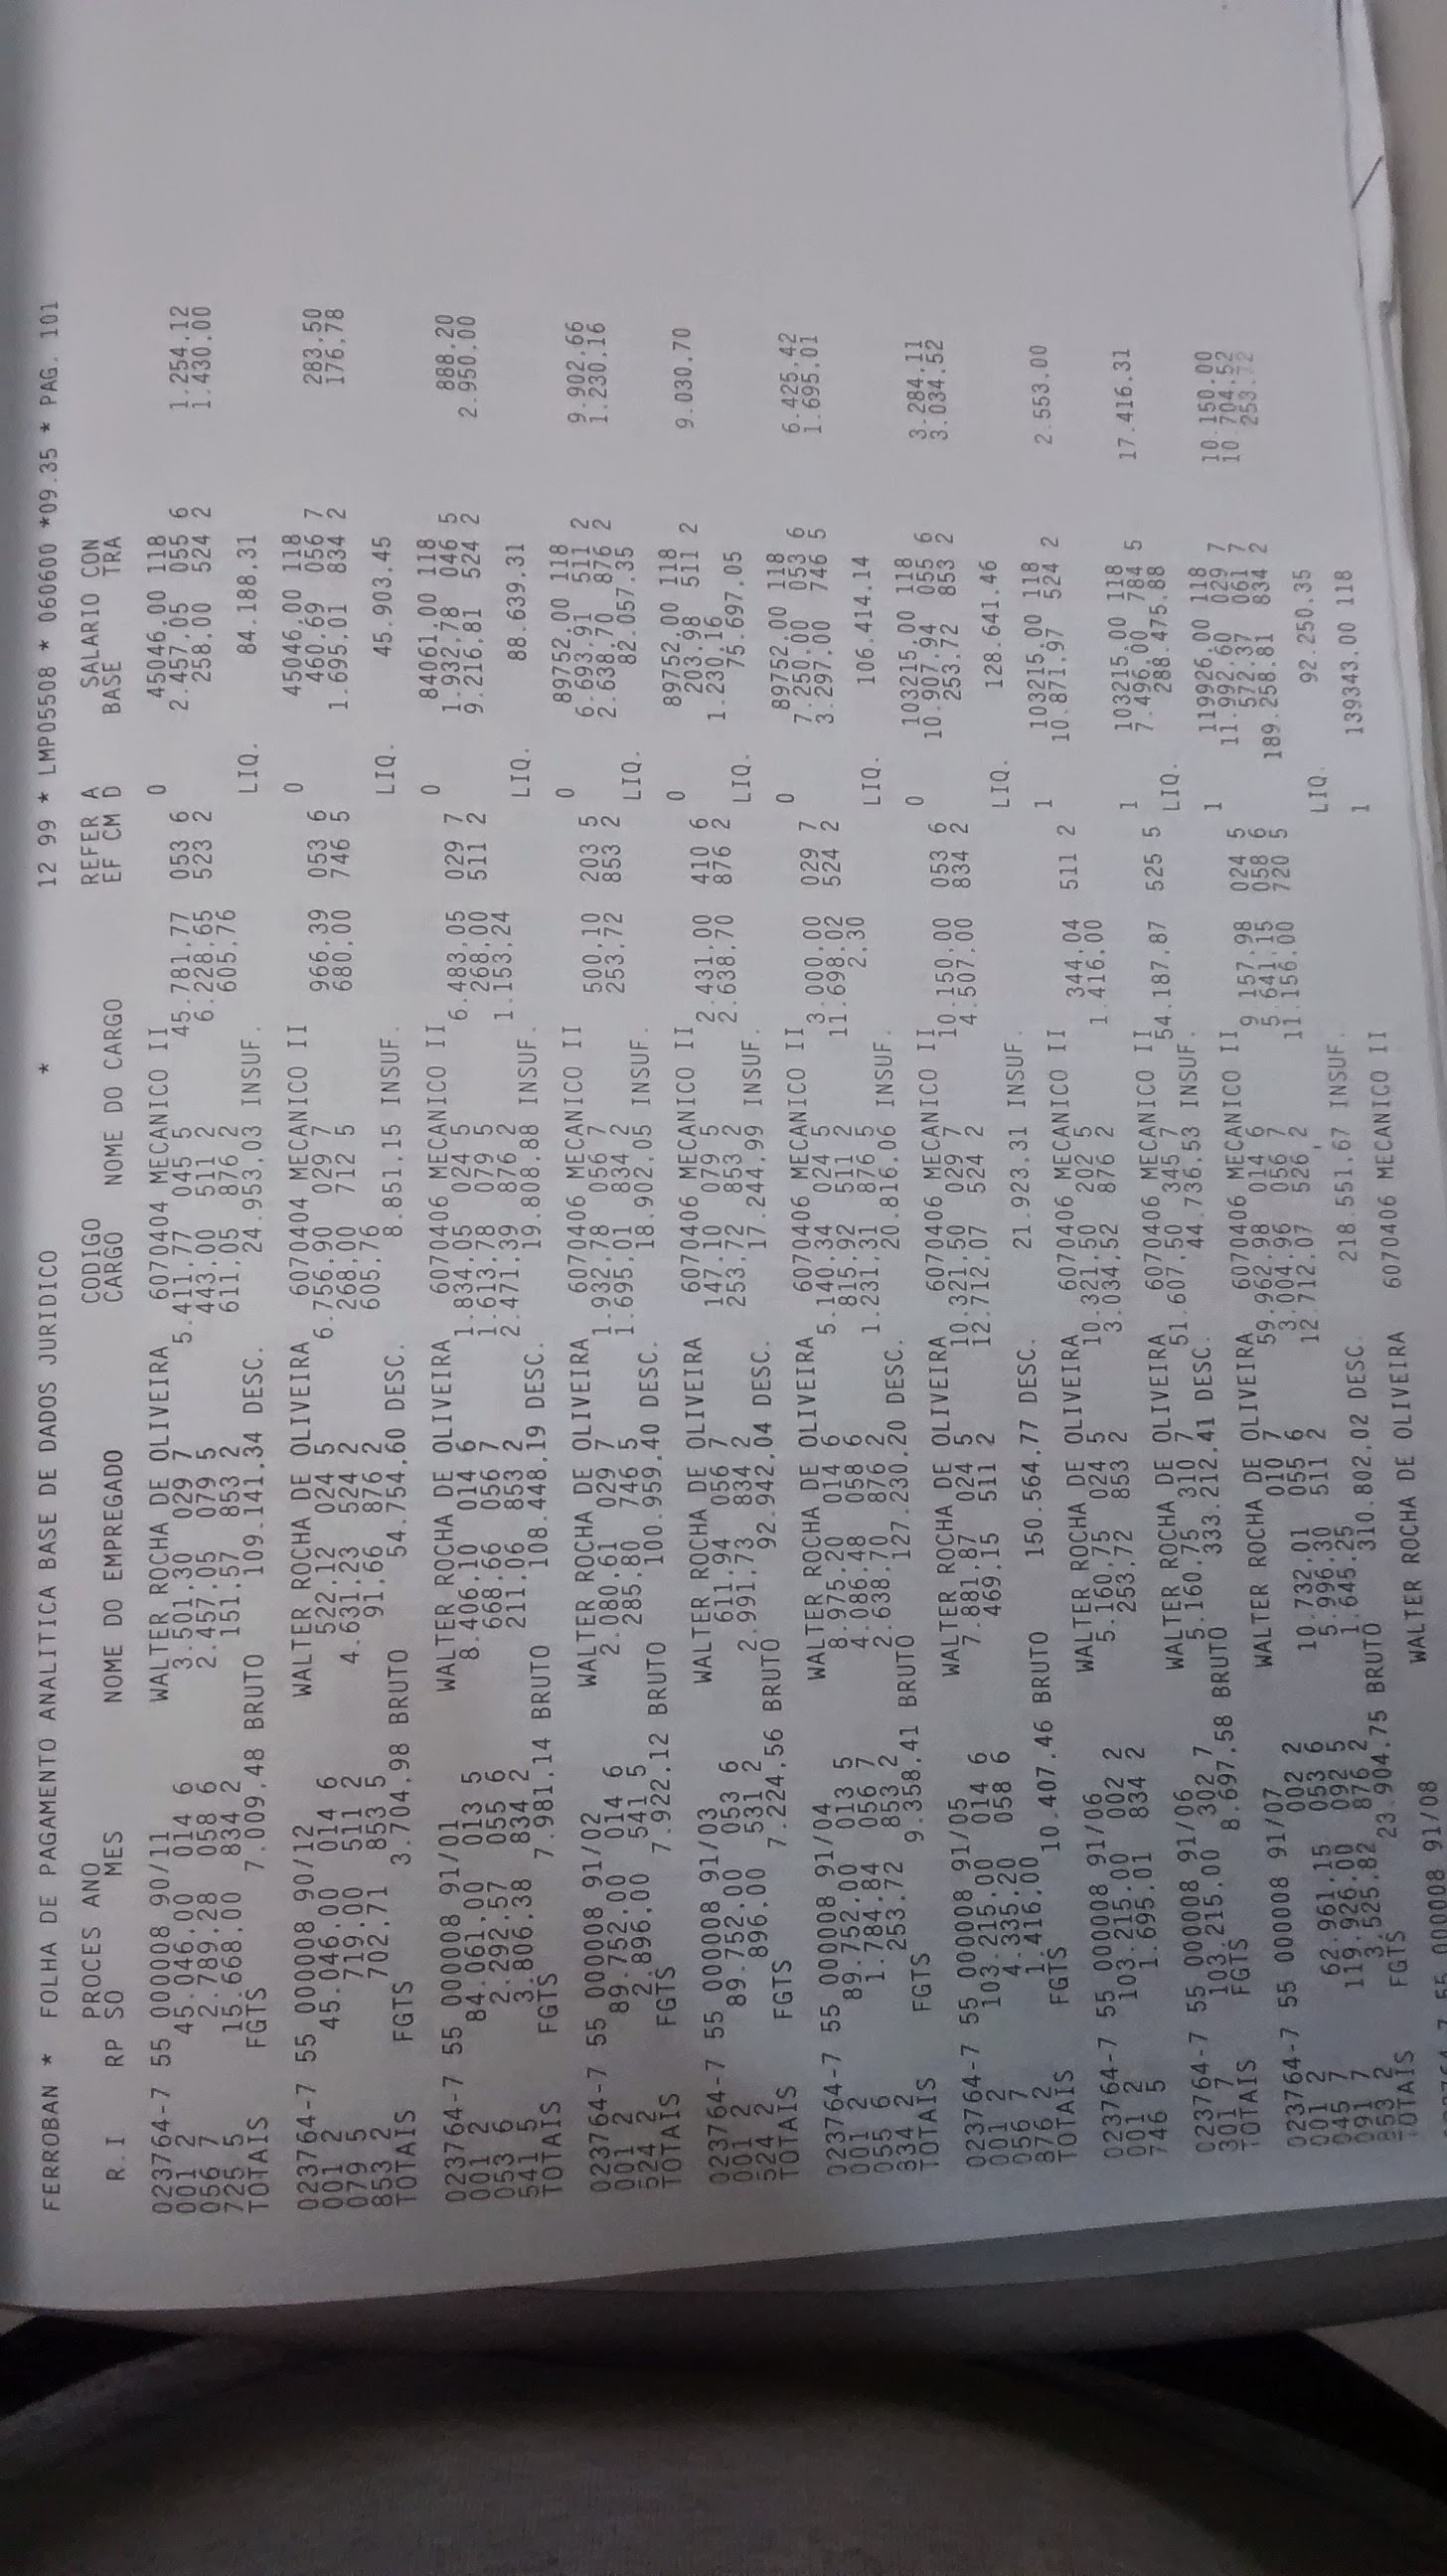 FERROBAN * FOLHA DE PAGAMENTO ANALITICA BASE DE DADOS JURIDICO * 12 99 * LMP05508 * 060600 *09.35 * PAG. 101
PROCES ANO CODIGO REFER A SALARIO CON
R.I RP SO MES NOME DO EMPREGADO CARGO NOME DO CARGO EF CM D BASE TRA
023764-7 55 000008 90/11 WALTER ROCHA DE OLIVEIRA 6070404 MECANICO II 0 45046,00 118
001 2 45.046.00 014 6 3.501.30 029 7 5.411.77 045 5 45.781.77 053 6 2.457.05 055 6 1.254.12
056 7 2.789.28 058 6 2.457.05 079 5 443.00 511 2 6.228.65 523 2 258.00 524 2 1.430.00
725 5 15.668.00 834 2 151.57 853 2 611.05 876 2 605.76
TOTAIS FGTS 7.009.48 BRUTO 109.141.34 DESC. 24.953.03 INSUF. LIQ. 84.188.31
023764-7 55 000008 90/12 WALTER ROCHA DE OLIVEIRA 6070404 MECANICO II 0 45046,00 118
001 2 45.046.00 014 6 522.12 024 5 6.756.90 029 7 966.39 053 6 460.69 056 7 283.50
079 5 719.00 511 2 4.631.23 524 2 268.00 712 5 680.00 746 5 1.695.01 834 2 176.78
853 2 702.71 853 5 91.66 876 2 605.76
TOTAIS FGTS 3.704.98 BRUTO 54.754.60 DESC. 8.851.15 INSUF. LIQ. 45.903.45
023764-7 55 000008 91/01 WALTER ROCHA DE OLIVEIRA 6070406 MECANICO II 0 84061,00 118
001 2 84.061.00 013 5 8.406.10 014 6 1.834.05 024 5 6.483.05 029 7 1.932.78 046 5 888.20
053 6 2.292.57 055 6 668.66 056 7 1.613.78 079 5 268.00 511 2 9.216.81 524 2 2.950.00
541 5 3.806.38 834 2 211.06 853 2 2.471.39 876 2 1.153.24
TOTAIS FGTS 7.981.14 BRUTO 108.448.19 DESC. 19.808.88 INSUF. LIQ. 88.639.31
023764-7 55 000008 91/02 WALTER ROCHA DE OLIVEIRA 6070406 MECANICO II 0 89752,00 118
001 2 89.752.00 014 6 2.080.61 029 7 1.932.78 056 7 500.10 203 5 6.693.91 511 2 9.902.66
524 2 2.896.00 541 5 285.80 746 5 1.695.01 834 2 253.72 853 2 2.638.70 876 2 1.230.16
TOTAIS FGTS 7.922.12 BRUTO 100.959.40 DESC. 18.902.05 INSUF. LIQ. 82.057.35
023764-7 55 000008 91/03 WALTER ROCHA DE OLIVEIRA 6070406 MECANICO II 0 89752,00 118
001 2 89.752.00 053 6 611.94 056 7 147.10 079 5 2.431.00 410 6 203.98 511 2 9.030.70
524 2 896.00 531 2 2.991.73 834 2 253.72 853 2 2.638.70 876 2 1.230.16
TOTAIS FGTS 7.224.56 BRUTO 92.942.04 DESC. 17.244.99 INSUF. LIQ. 75.697.05
023764-7 55 000008 91/04 WALTER ROCHA DE OLIVEIRA 6070406 MECANICO II 0 89752,00 118
001 2 89.752.00 013 5 8.975.20 014 6 5.140.34 024 5 3.000.00 029 7 7.250.00 053 6 6.425.42
055 6 1.784.84 056 7 4.086.48 058 6 815.92 511 2 11.698.02 524 2 3.297.00 746 5 1.695.01
834 2 253.72 853 2 2.638.70 876 2 1.231.31 876 5 2.30
TOTAIS FGTS 9.358.41 BRUTO 127.230.20 DESC. 20.816.06 INSUF. LIQ. 106.414.14
023764-7 55 000008 91/05 WALTER ROCHA DE OLIVEIRA 6070406 MECANICO II 0 103215,00 118
001 2 103.215.00 014 6 7.881.87 024 5 10.321.50 029 7 10.150.00 053 6 10.907.94 055 6 3.284.11
056 7 4.335.20 058 6 469.15 511 2 12.712.07 524 2 4.507.00 834 2 253.72 853 2 3.034.52
876 2 1.416.00
TOTAIS FGTS 10.407.46 BRUTO 150.564.77 DESC. 21.923.31 INSUF. LIQ. 128.641.46
023764-7 55 000008 91/06 WALTER ROCHA DE OLIVEIRA 6070406 MECANICO II 1 103215,00 118
001 2 103.215.00 002 2 5.160.75 024 5 10.321.50 202 5 344.04 511 2 10.871.97 524 2 2.553.00
746 5 1.695.01 834 2 253.72 853 2 3.034.52 876 2 1.416.00
023764-7 55 000008 91/06 WALTER ROCHA DE OLIVEIRA 6070406 MECANICO II 1 103215,00 118
301 7 103.215.00 302 7 5.160.75 310 7 51.607.50 345 7 54.187.87 525 5 7.496.00 784 5 17.416.31
TOTAIS FGTS 8.697.58 BRUTO 333.212.41 DESC. 44.736.53 INSUF. LIQ. 288.475.88
023764-7 55 000008 91/07 WALTER ROCHA DE OLIVEIRA 6070406 MECANICO II 1 119926,00 118
001 2 62.961.15 002 2 10.732.01 010 7 59.962.98 014 6 9.157.98 024 5 11.992.60 029 7 10.150.00
045 7 119.926.00 053 6 5.996.30 055 6 3.004.96 056 7 5.641.15 058 6 572.37 061 7 10.704.52
091 7 3.525.82 092 5 1.645.25 511 2 12.712.07 526 2 11.156.00 720 5 189.258.81 834 2 253.72
853 2 876 2
TOTAIS FGTS 23.904.75 BRUTO 310.802.02 DESC. 218.551.67 INSUF. LIQ. 92.250.35
55 000008 91/08 WALTER ROCHA DE OLIVEIRA 6070406 MECANICO II 1 139343,00 118